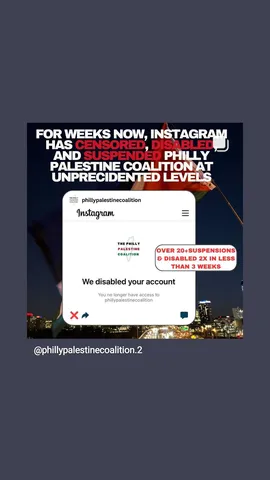 FOR WEEKS NOW, INSTAGRAM
HAS CENSORED, DISABLED
AND SUSPENDED PHILLY
PALESTINE COALITION AT
UNPRECIDENTED LEVELS
phillypalestinecoalition
Instagram
THE PHILLY
PALESTINE
COALITION
OVER 20+SUSPENSIONS
& DISABLED 2X IN LESS
THAN 3 WEEKS
We disabled your account
You no longer have access to
phillypalestinecoalition
@phillypalestinecoalition.2